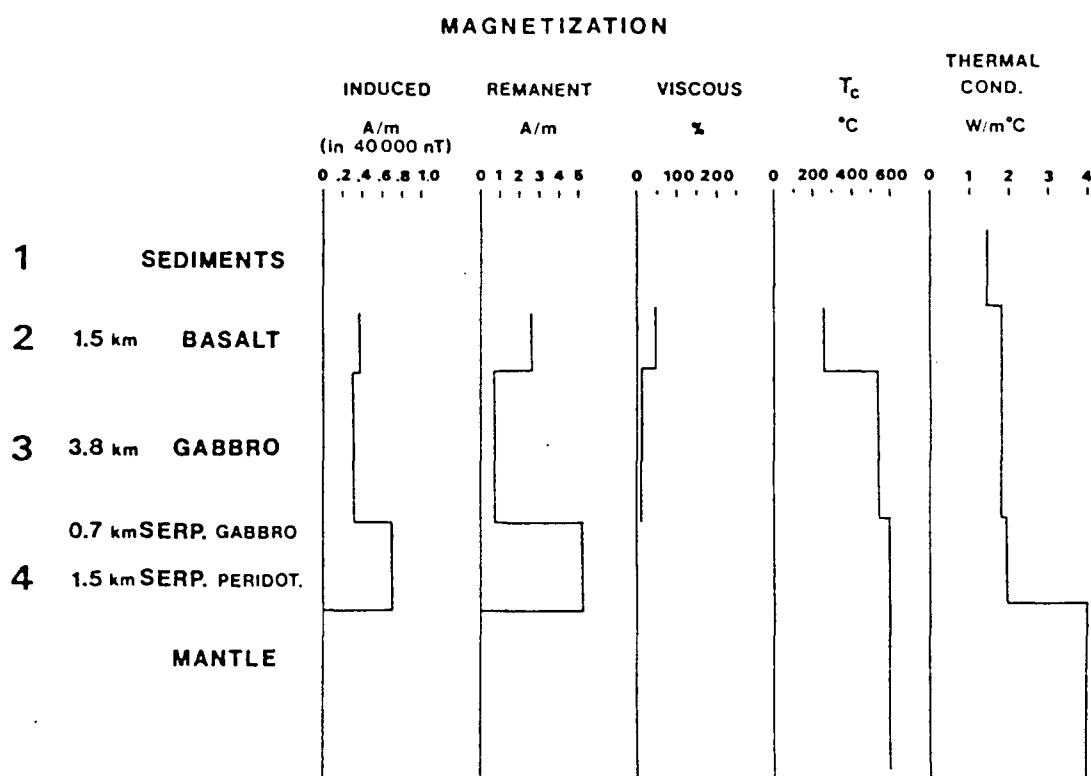 MAGNETIZATION
INDUCED REMANENT VISCOUS Tc THERMAL COND.
A/m A/m % °C W/m°C
(in 40000 nT)
0 .2 .4 .6 .8 1.0 0 1 2 3 4 5 0 100 200 0 200 400 600 0 1 2 3 4
1 SEDIMENTS
2 1.5 km BASALT
3 3.8 km GABBRO
0.7 km SERP. GABBRO
4 1.5 km SERP. PERIDOT.
MANTLE